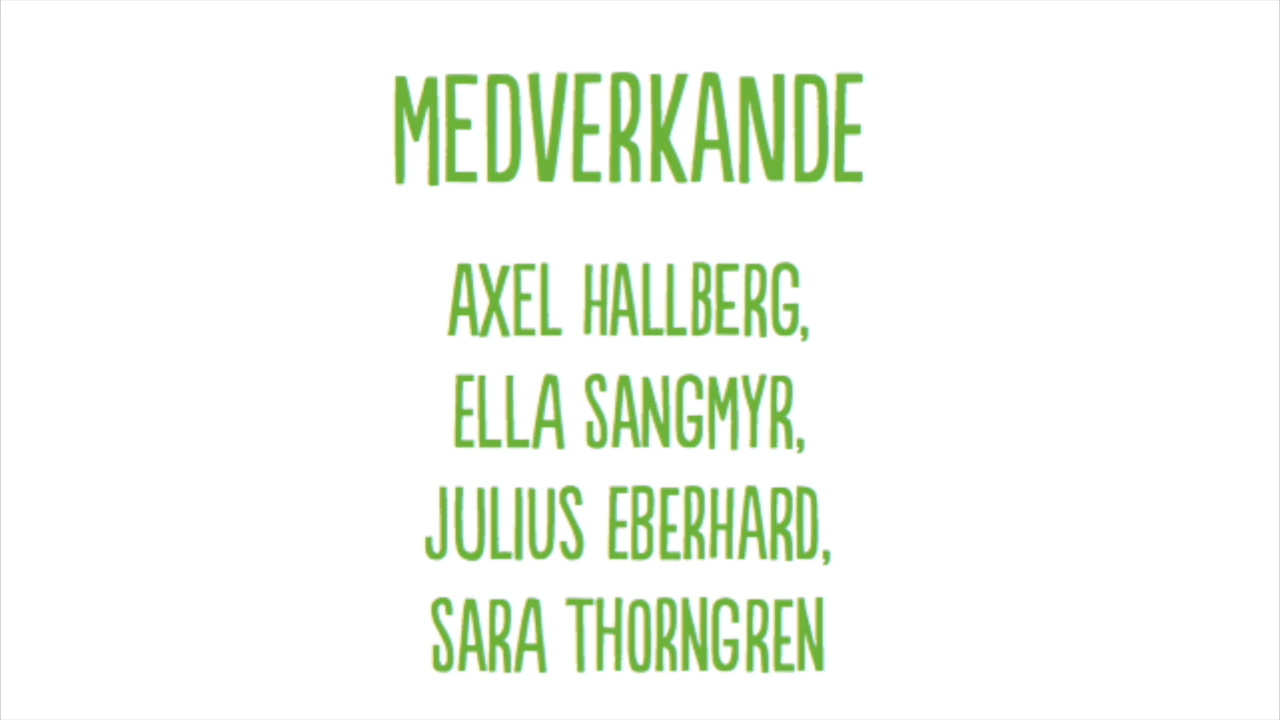 MEDVERKANDE
AXEL HALLBERG,
ELLA SANGMYR,
JULIUS EBERHARD,
SARA THORNGREN